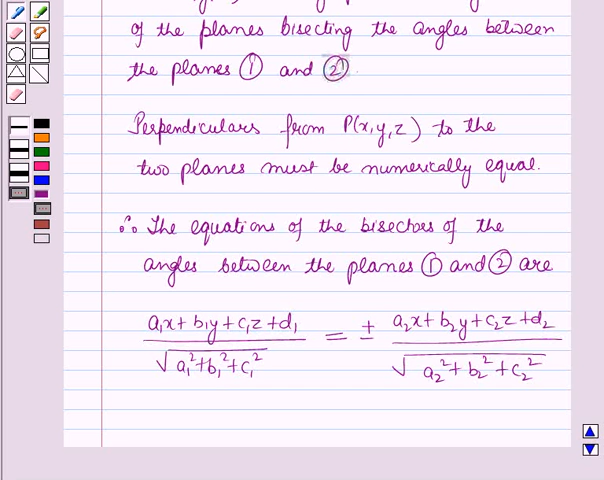 of the planes bisecting the angles between
the planes ① and ②.
Perpendiculars from P(x,y,z) to the
two planes must be numerically equal.
∴ The equations of the bisectors of the
angles between the planes ① and ② are
a₁x + b₁y + c₁z + d₁ / √(a₁² + b₁² + c₁²) = ± a₂x + b₂y + c₂z + d₂ / √(a₂² + b₂² + c₂²)